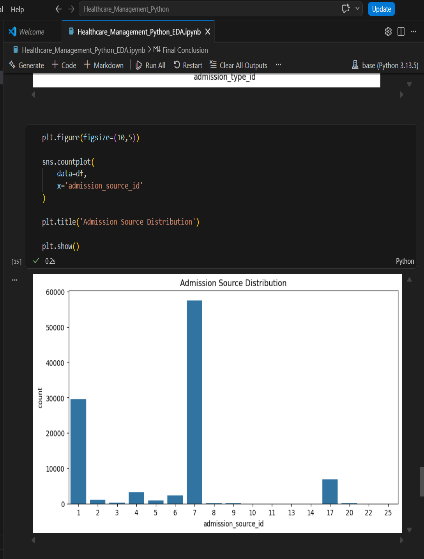 Help
Healthcare_Management_Python
Update
Welcome
Healthcare_Management_Python_EDA.ipynb
Healthcare_Management_Python_EDA.ipynb > M↓ Final Conclusion
Generate + Code + Markdown Run All Restart Clear All Outputs ... base (Python 3.13.5)
admission_type_id
plt.figure(figsize=(10,5))
sns.countplot(
data=df,
x='admission_source_id'
)
plt.title('Admission Source Distribution')
plt.show()
0.2s
Python
Admission Source Distribution
60000
50000
40000
30000
20000
10000
0
count
1 2 3 4 5 6 7 8 9 10 11 13 14 17 20 22 25
admission_source_id